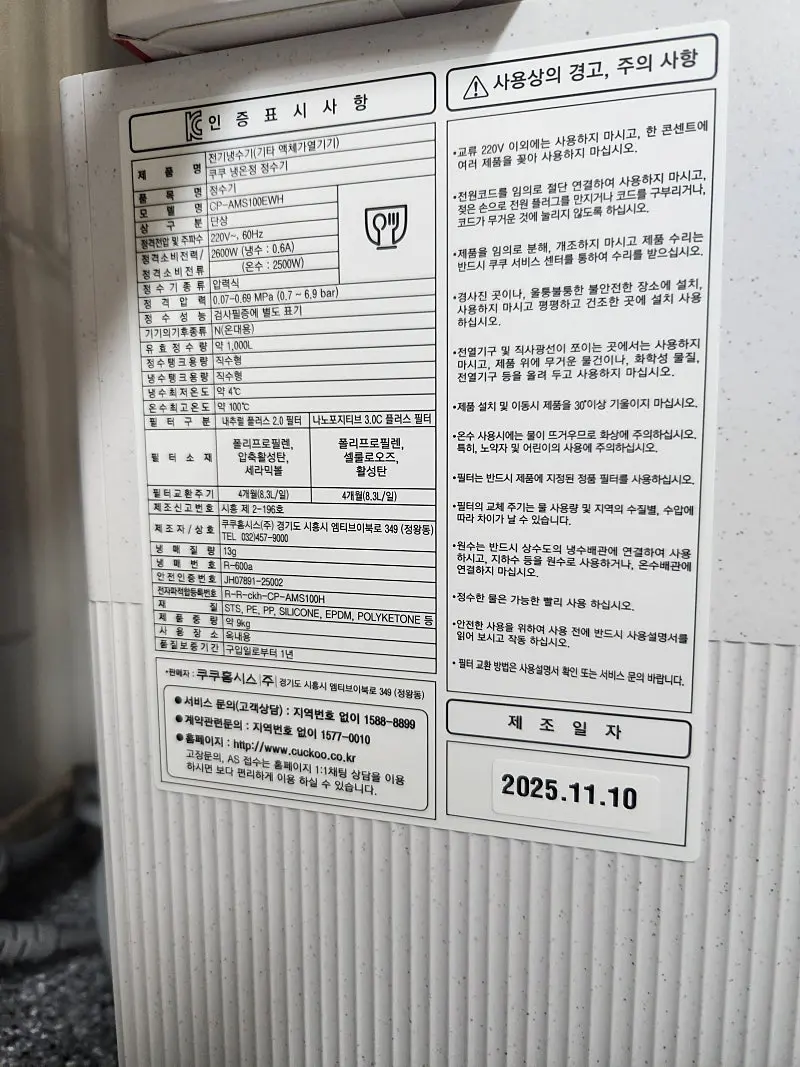 KC 인증표시사항
제품명 전기냉수기(기타 액체가열기기)
쿠쿠 냉온정 정수기
품목명 정수기
모델명 CP-AMS100EWH
상구분 단상
정격전압 및 주파수 220V~, 60Hz
정격소비전력/ 2600W (냉수 : 0.6A)
정격소비전류 (온수 : 2500W)
정수기종류 압력식
정격압력 0.07-0.69 MPa (0.7 ~ 6.9 bar)
정수성능 검사필증에 별도 표기
기기의기후종류 N(온대용)
유효정수량 약 1,000L
정수탱크용량 직수형
냉수탱크용량 직수형
냉수최저온도 약 4℃
온수최고온도 약 100℃
필터구분 내추럴 플러스 2.0 필터 나노포지티브 3.0C 플러스 필터
필터소재 폴리프로필렌, 압축활성탄, 세라믹볼 폴리프로필렌, 셀룰로오즈, 활성탄
필터교환주기 4개월(8.3L/일) 4개월(8.3L/일)
제조신고번호 시흥 제 2-196호
제조자/상호 쿠쿠홈시스(주) 경기도 시흥시 엠티브이북로 349 (정왕동)
TEL 032)457-9000
냉매질량 13g
냉매번호 R-600a
안전인증번호 JH07891-25002
전자파적합등록번호 R-R-ckh-CP-AMS100H
재질 STS, PE, PP, SILICONE, EPDM, POLYKETONE 등
제품중량 약 9kg
사용장소 옥내용
품질보증기간 구입일로부터 1년
•판매자 : 쿠쿠홈시스(주) 경기도 시흥시 엠티브이북로 349 (정왕동)
● 서비스 문의(고객상담) : 지역번호 없이 1588-8899
● 계약관련문의 : 지역번호 없이 1577-0010
● 홈페이지 : http://www.cuckoo.co.kr
고장문의, AS 접수는 홈페이지 1:1채팅 상담을 이용
하시면 보다 편리하게 이용 하실 수 있습니다.
사용상의 경고, 주의 사항
•교류 220V 이외에는 사용하지 마시고, 한 콘센트에
여러 제품을 꽂아 사용하지 마십시오.
•전원코드를 임의로 절단 연결하여 사용하지 마시고,
젖은 손으로 전원 플러그를 만지거나 코드를 구부리거나,
코드가 무거운 것에 눌리지 않도록 하십시오.
•제품을 임의로 분해, 개조하지 마시고 제품 수리는
반드시 쿠쿠 서비스 센터를 통하여 수리를 받으십시오.
•경사진 곳이나, 울퉁불퉁한 불안전한 장소에 설치,
사용하지 마시고 평평하고 건조한 곳에 설치 사용
하십시오.
•전열기구 및 직사광선이 쪼이는 곳에서는 사용하지
마시고, 제품 위에 무거운 물건이나, 화학성 물질,
전열기구 등을 올려 두고 사용하지 마십시오.
•제품 설치 및 이동시 제품을 30°이상 기울이지 마십시오.
•온수 사용시에는 물이 뜨거우므로 화상에 주의하십시오.
특히, 노약자 및 어린이의 사용에 주의하십시오.
•필터는 반드시 제품에 지정된 정품 필터를 사용하십시오.
•필터의 교체 주기는 물 사용량 및 지역의 수질별, 수압에
따라 차이가 날 수 있습니다.
•원수는 반드시 상수도의 냉수배관에 연결하여 사용
하시고, 지하수 등을 원수로 사용하거나, 온수배관에
연결하지 마십시오.
•정수한 물은 가능한 빨리 사용 하십시오.
•안전한 사용을 위하여 사용 전에 반드시 사용설명서를
읽어 보시고 작동 하십시오.
•필터 교환 방법은 사용설명서 확인 또는 서비스 문의 바랍니다.
제조일자
2025.11.10